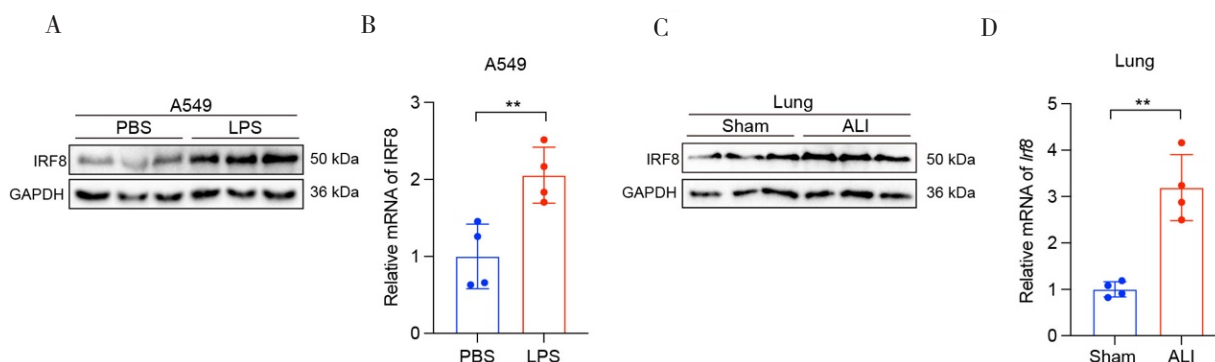 A
A549
PBS LPS
IRF8 50 kDa
GAPDH 36 kDa
B
A549
Relative mRNA of IRF8
3
2
1
0
**
PBS LPS
C
Lung
Sham ALI
IRF8 50 kDa
GAPDH 36 kDa
D
Lung
Relative mRNA of Irf8
5
4
3
2
1
0
**
Sham ALI